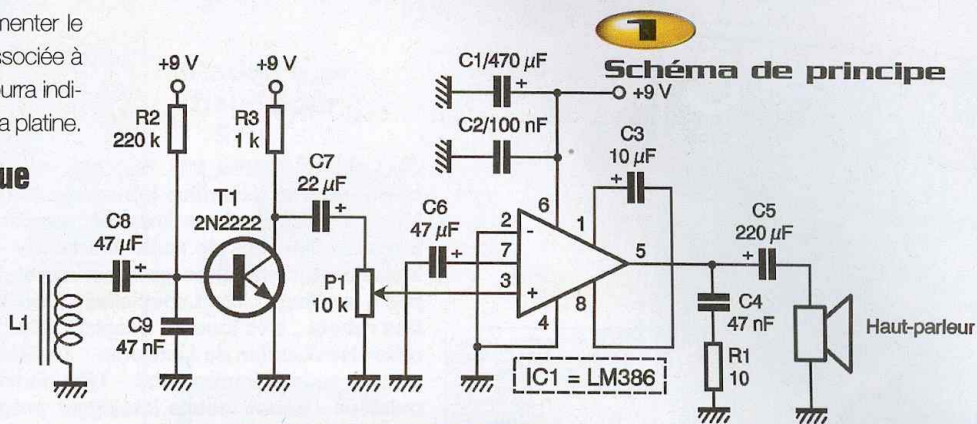 menter le
ssociée à
ourra indi-
a platine.
ue
1
Schéma de principe
+9 V
+9 V
R2
220 k
R3
1 k
C7
22 µF
+
T1
2N2222
C8
47 µF
+
L1
C9
47 nF
P1
10 k
C1/470 µF
+
+9 V
C2/100 nF
C3
10 µF
+
C6
47 µF
+
2
7
3
6
1
5
8
4
-
+
IC1 = LM386
C5
220 µF
+
C4
47 nF
R1
10
Haut-parleur